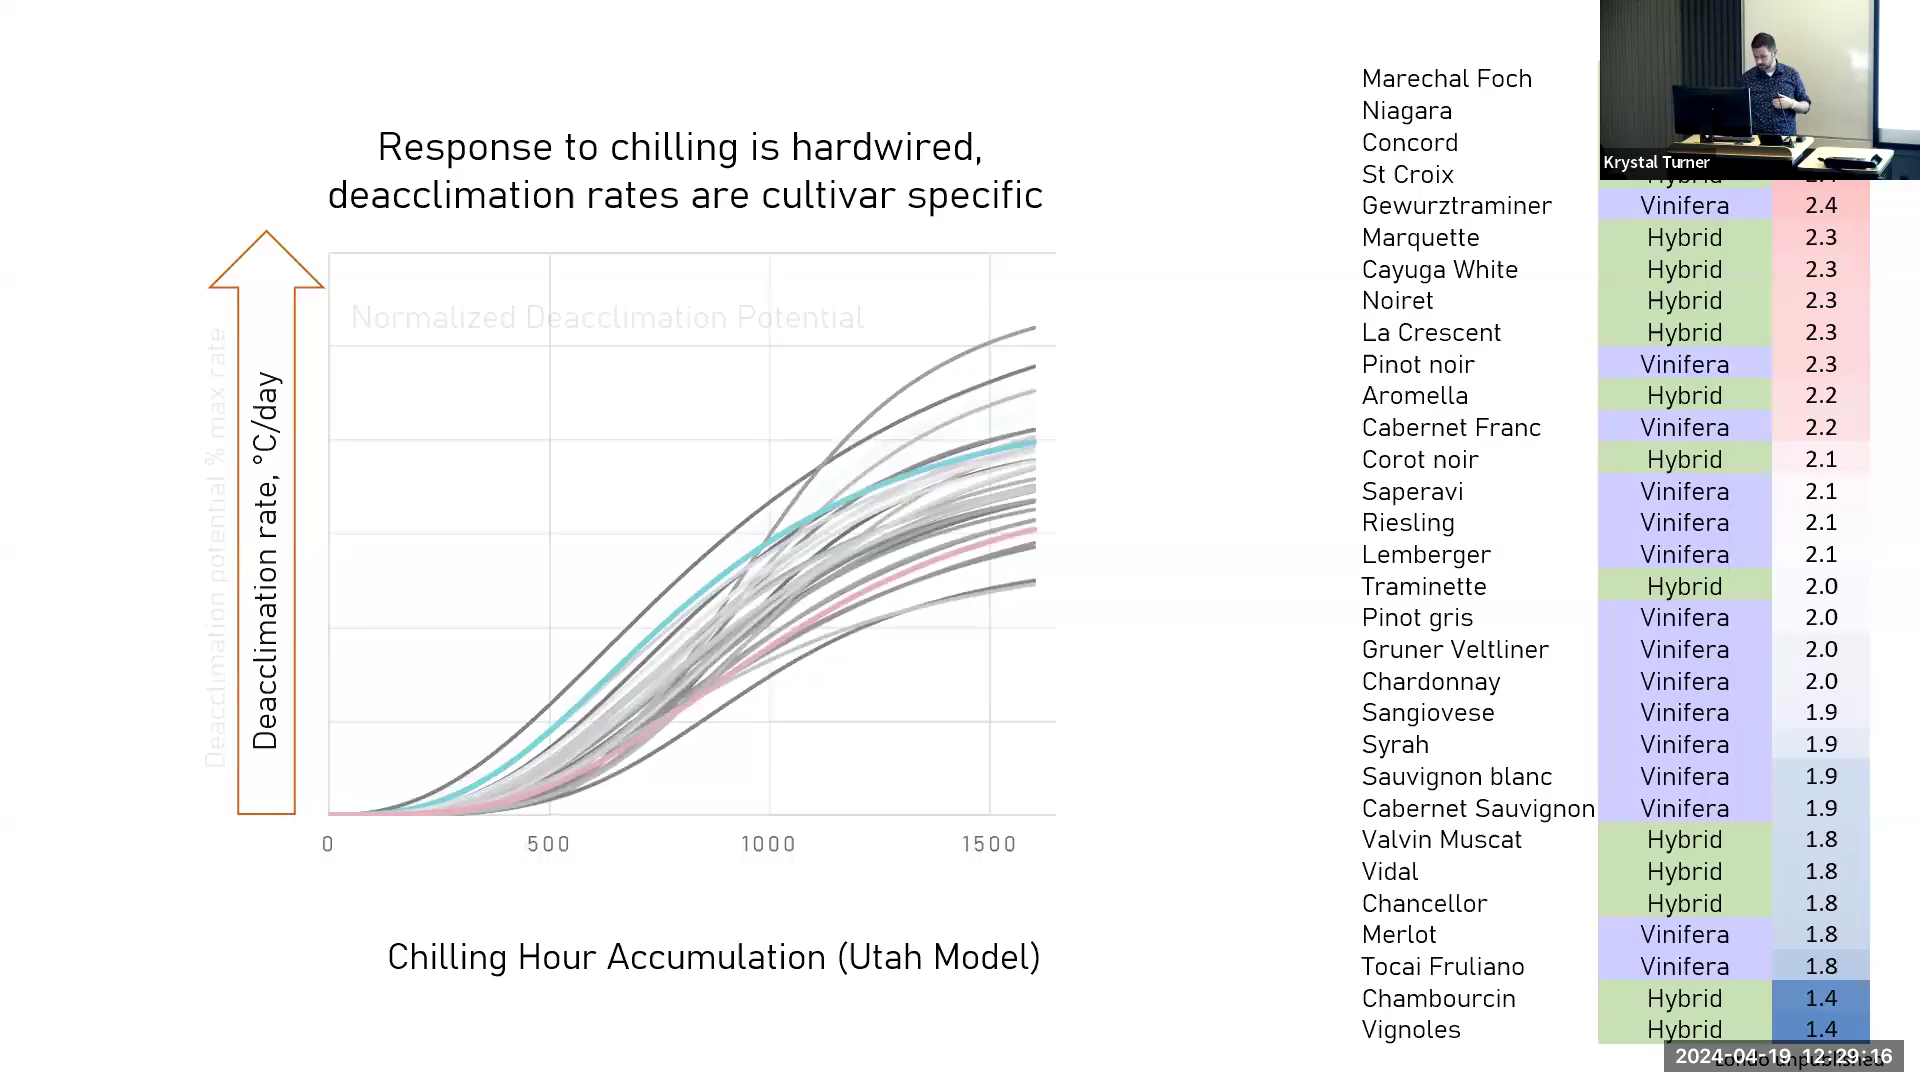 Response to chilling is hardwired,
deacclimation rates are cultivar specific
Normalized Deacclimation Potential
Deacclimation potential % max rate
Deacclimation rate, °C/day
0 500 1000 1500
Chilling Hour Accumulation (Utah Model)
Marechal Foch
Niagara
Concord
St Croix Hybrid
Gewurztraminer Vinifera 2.4
Marquette Hybrid 2.3
Cayuga White Hybrid 2.3
Noiret Hybrid 2.3
La Crescent Hybrid 2.3
Pinot noir Vinifera 2.3
Aromella Hybrid 2.2
Cabernet Franc Vinifera 2.2
Corot noir Hybrid 2.1
Saperavi Vinifera 2.1
Riesling Vinifera 2.1
Lemberger Vinifera 2.1
Traminette Hybrid 2.0
Pinot gris Vinifera 2.0
Gruner Veltliner Vinifera 2.0
Chardonnay Vinifera 2.0
Sangiovese Vinifera 1.9
Syrah Vinifera 1.9
Sauvignon blanc Vinifera 1.9
Cabernet Sauvignon Vinifera 1.9
Valvin Muscat Hybrid 1.8
Vidal Hybrid 1.8
Chancellor Hybrid 1.8
Merlot Vinifera 1.8
Tocai Fruliano Vinifera 1.8
Chambourcin Hybrid 1.4
Vignoles Hybrid 1.4
Krystal Turner
2024-04-19 12:29:16